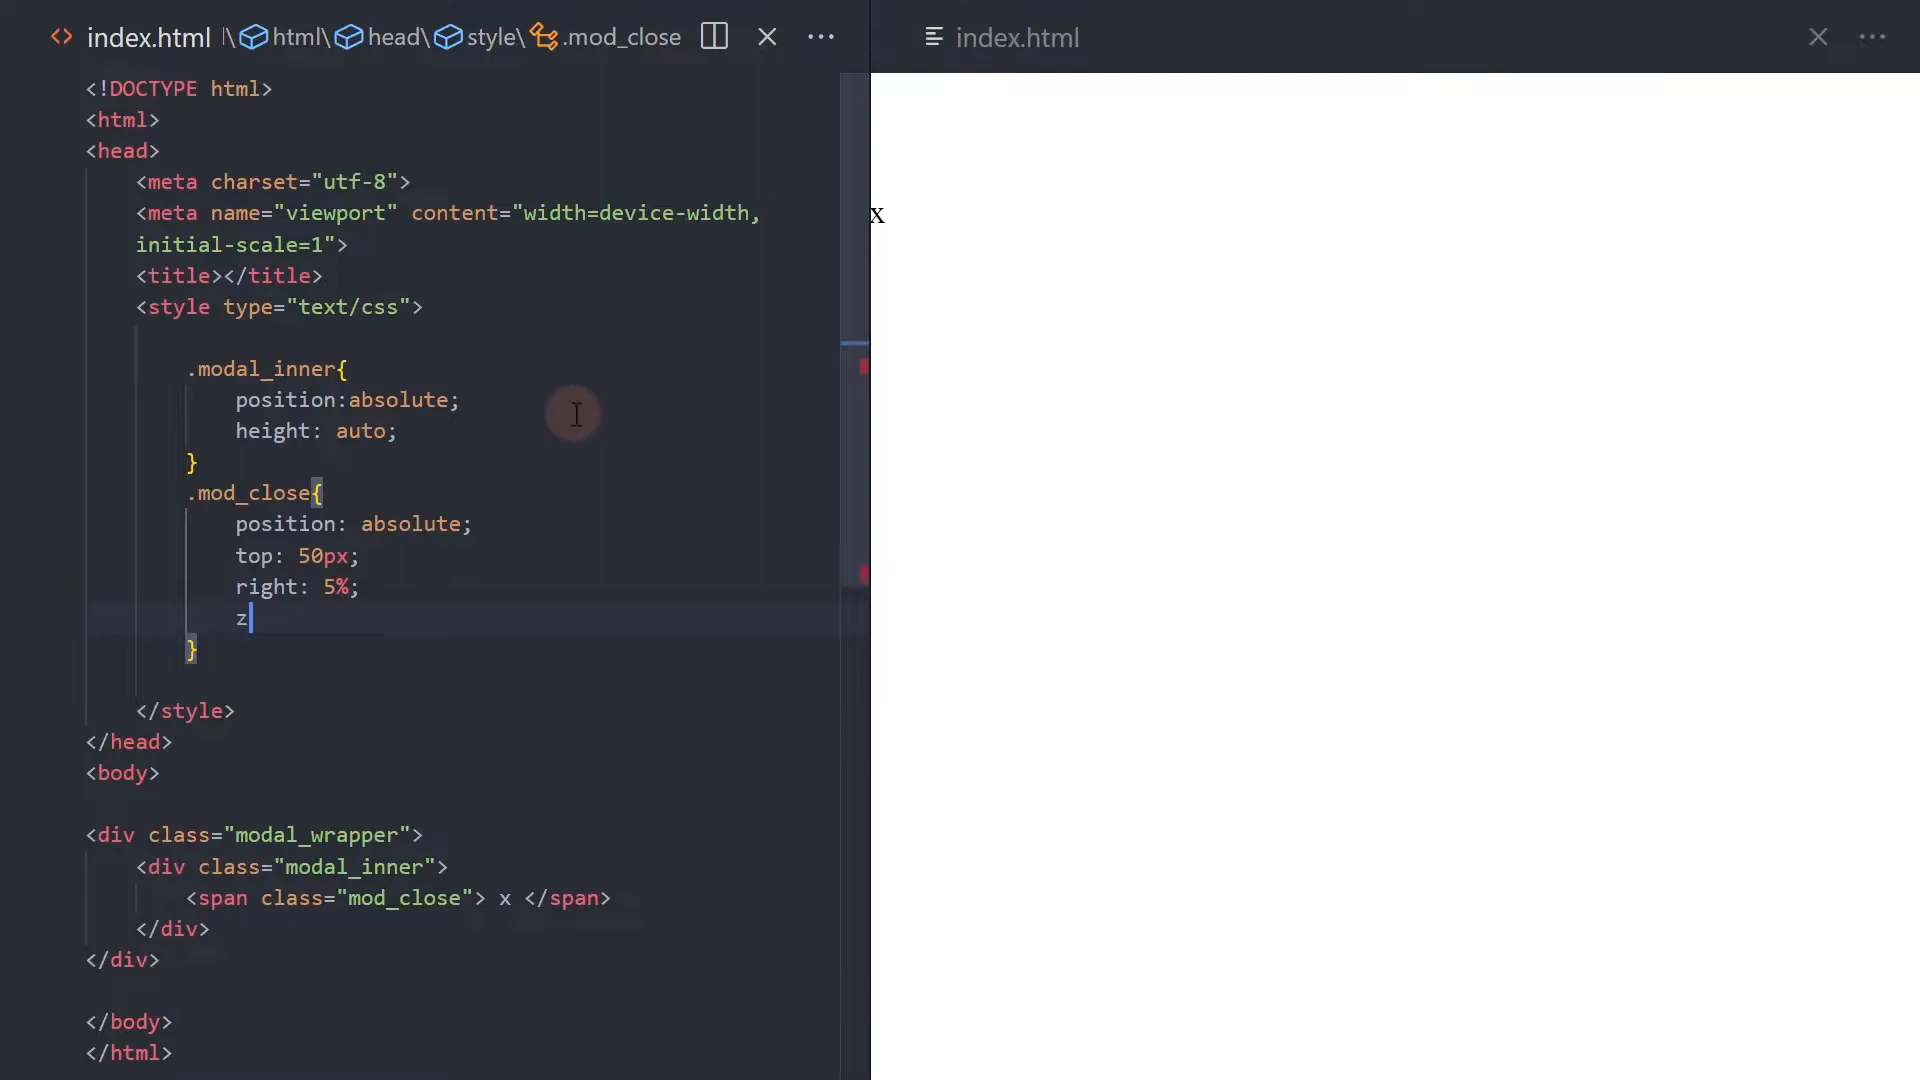 index.html \ html\ head\ style\ .mod_close
index.html
<!DOCTYPE html>
<html>
<head>
<meta charset="utf-8">
<meta name="viewport" content="width=device-width,
initial-scale=1">
<title></title>
<style type="text/css">
.modal_inner{
position:absolute;
height: auto;
}
.mod_close{
position: absolute;
top: 50px;
right: 5%;
z
}
</style>
</head>
<body>
<div class="modal_wrapper">
<div class="modal_inner">
<span class="mod_close"> x </span>
</div>
</div>
</body>
</html>
x